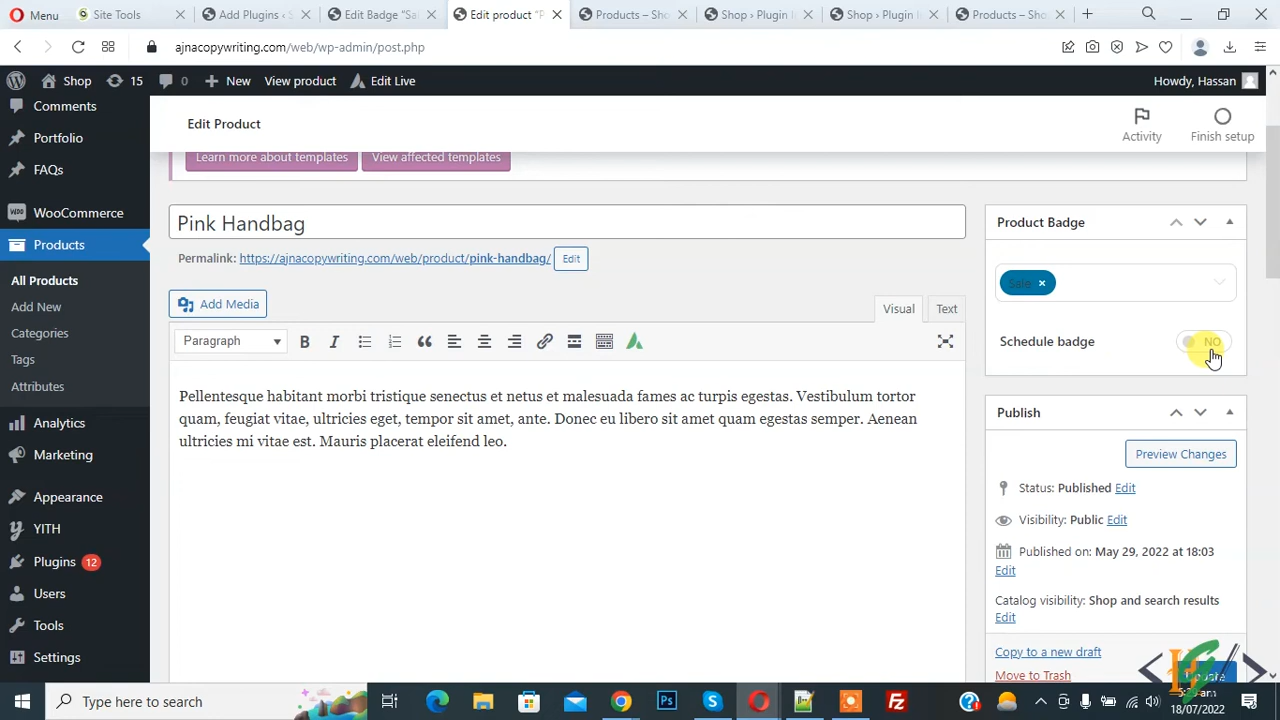 Menu
Site Tools
Add Plugins ‹ S
Edit Badge "Sa
Edit product "P
Products – Sho
Shop › Plugin I
Shop › Plugin I
Products – Sho
ajnacopywriting.com/web/wp-admin/post.php
Shop 15 0 New View product Edit Live Howdy, Hassan
Comments
Portfolio
FAQs
WooCommerce
Products
All Products
Add New
Categories
Tags
Attributes
Analytics
Marketing
Appearance
YITH
Plugins 12
Users
Tools
Settings
Edit Product
Activity
Finish setup
Learn more about templates
View affected templates
Pink Handbag
Permalink: https://ajnacopywriting.com/web/product/pink-handbag/ Edit
Add Media
Visual Text
Paragraph
B I
Pellentesque habitant morbi tristique senectus et netus et malesuada fames ac turpis egestas. Vestibulum tortor
quam, feugiat vitae, ultricies eget, tempor sit amet, ante. Donec eu libero sit amet quam egestas semper. Aenean
ultricies mi vitae est. Mauris placerat eleifend leo.
Product Badge
Sale ×
Schedule badge NO
Publish
Preview Changes
Status: Published Edit
Visibility: Public Edit
Published on: May 29, 2022 at 18:03
Edit
Catalog visibility: Shop and search results
Edit
Copy to a new draft
Move to Trash
Type here to search
18/07/2022